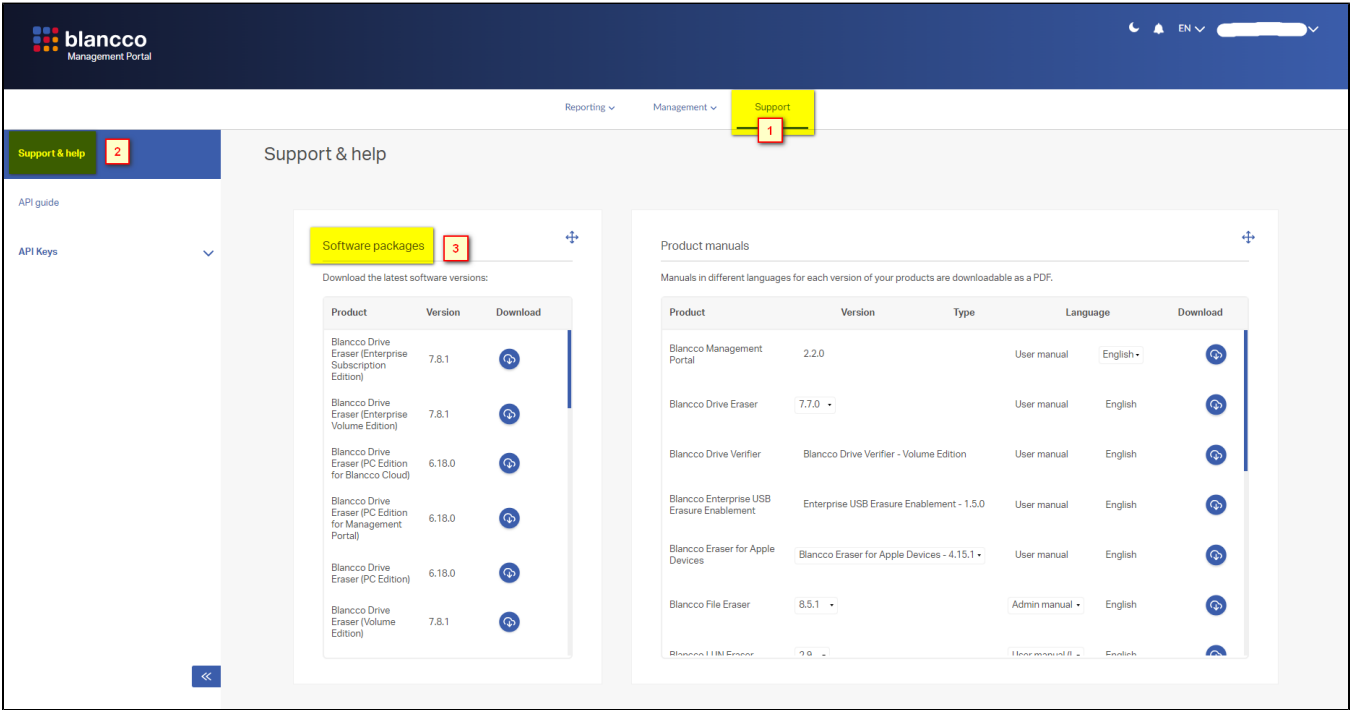 blancco
Management Portal
EN
Reporting
Management
Support
1
Support & help
2
API guide
API Keys
Support & help
Software packages
3
Download the latest software versions:
Product Version Download
Blancco Drive
Eraser (Enterprise
Subscription
Edition)
7.8.1
Blancco Drive
Eraser (Enterprise
Volume Edition)
7.8.1
Blancco Drive
Eraser (PC Edition
for Blancco Cloud)
6.18.0
Blancco Drive
Eraser (PC Edition
for Management
Portal)
6.18.0
Blancco Drive
Eraser (PC Edition)
6.18.0
Blancco Drive
Eraser (Volume
Edition)
7.8.1
Product manuals
Manuals in different languages for each version of your products are downloadable as a PDF.
Product Version Type Language Download
Blancco Management
Portal
2.2.0 User manual English
Blancco Drive Eraser 7.7.0 User manual English
Blancco Drive Verifier Blancco Drive Verifier - Volume Edition User manual English
Blancco Enterprise USB
Erasure Enablement
Enterprise USB Erasure Enablement - 1.5.0 User manual English
Blancco Eraser for Apple
Devices
Blancco Eraser for Apple Devices - 4.15.1 User manual English
Blancco File Eraser 8.5.1 Admin manual English
Blancco LUN Eraser 2.9 User manual English